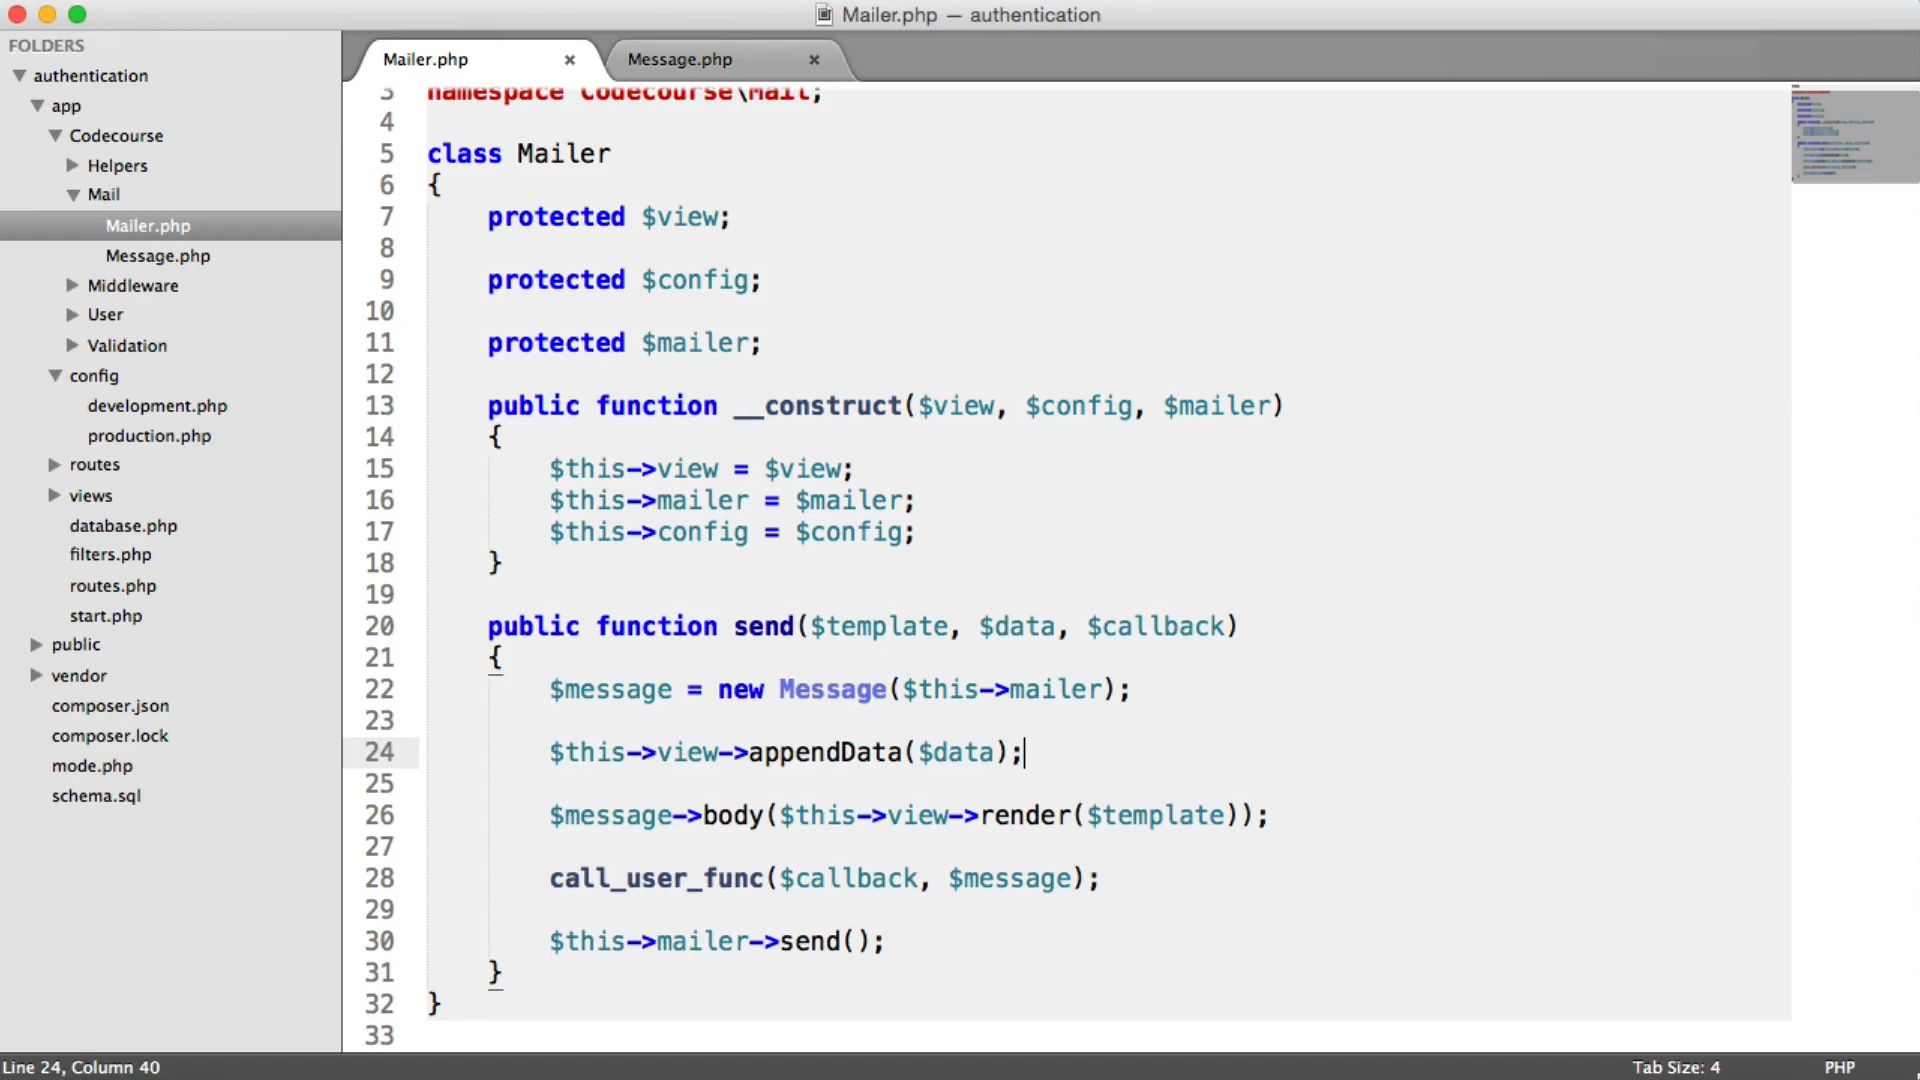 Mailer.php — authentication
FOLDERS
authentication
app
Codecourse
Helpers
Mail
Mailer.php
Message.php
Middleware
User
Validation
config
development.php
production.php
routes
views
database.php
filters.php
routes.php
start.php
public
vendor
composer.json
composer.lock
mode.php
schema.sql
Mailer.php × Message.php ×
3 namespace Codecourse\Mail;
4
5 class Mailer
6 {
7 protected $view;
8
9 protected $config;
10
11 protected $mailer;
12
13 public function __construct($view, $config, $mailer)
14 {
15 $this->view = $view;
16 $this->mailer = $mailer;
17 $this->config = $config;
18 }
19
20 public function send($template, $data, $callback)
21 {
22 $message = new Message($this->mailer);
23
24 $this->view->appendData($data);
25
26 $message->body($this->view->render($template));
27
28 call_user_func($callback, $message);
29
30 $this->mailer->send();
31 }
32 }
33
Line 24, Column 40 Tab Size: 4 PHP